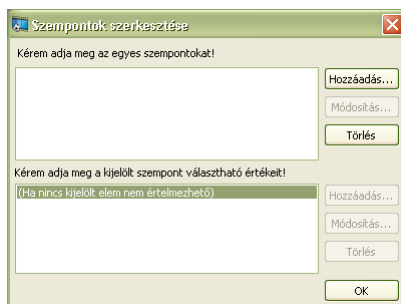 Szempontok szerkesztése
Kérem adja meg az egyes szempontokat!
Hozzáadás...
Módosítás...
Törlés
Kérem adja meg a kijelölt szempont választható értékeit!
(Ha nincs kijelölt elem nem értelmezhető)
Hozzáadás...
Módosítás...
Törlés
OK